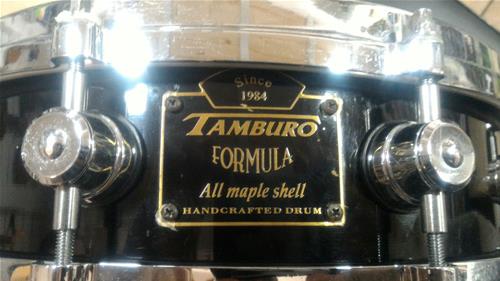 Since
1984
TAMBURO
FORMULA
All maple shell
HANDCRAFTED DRUM